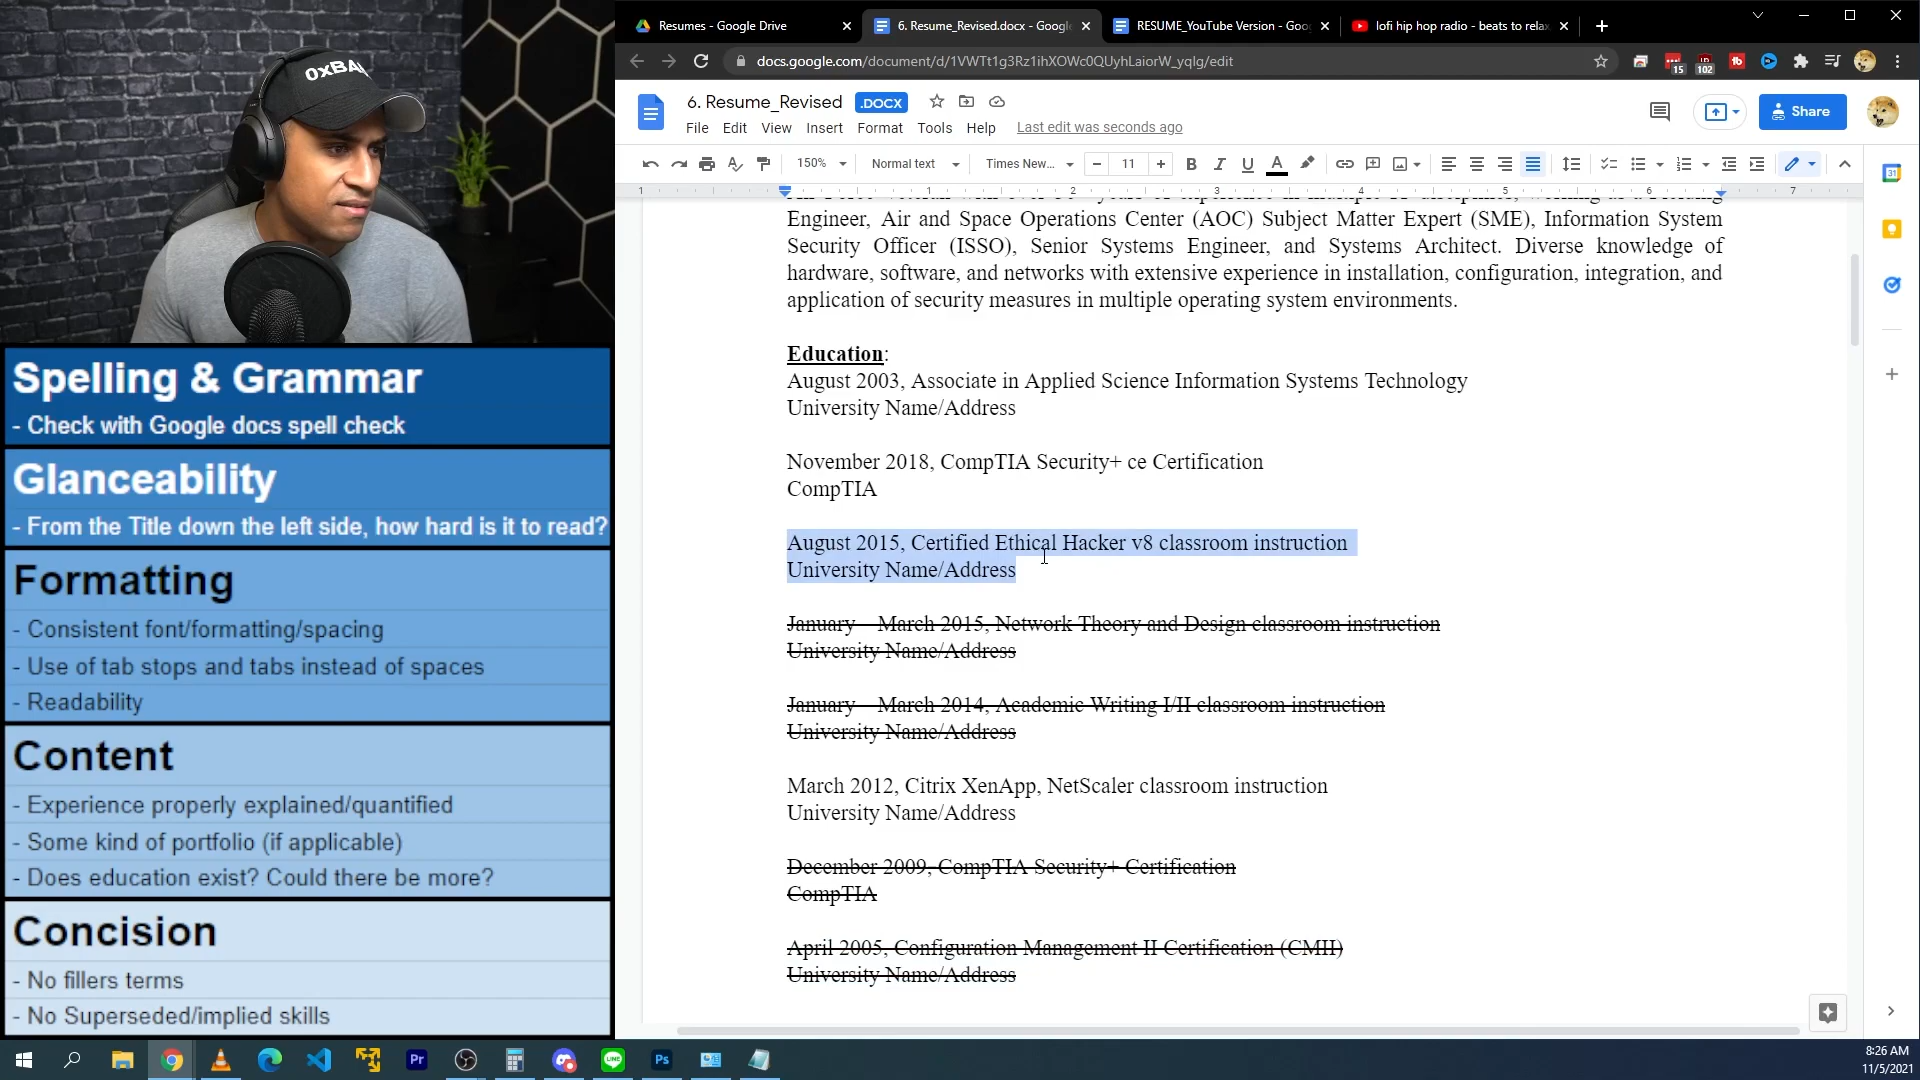 0xBA
Spelling & Grammar
- Check with Google docs spell check
Glanceability
- From the Title down the left side, how hard is it to read?
Formatting
- Consistent font/formatting/spacing
- Use of tab stops and tabs instead of spaces
- Readability
Content
- Experience properly explained/quantified
- Some kind of portfolio (if applicable)
- Does education exist? Could there be more?
Concision
- No fillers terms
- No Superseded/implied skills
Resumes - Google Drive
6. Resume_Revised.docx - Google
RESUME_YouTube Version - Goo
lofi hip hop radio - beats to relax
docs.google.com/document/d/1VWTt1g3Rz1ihXOWc0QUyhLaiorW_yqlg/edit
15
102
6. Resume_Revised .DOCX
File Edit View Insert Format Tools Help Last edit was seconds ago
Share
150% Normal text Times New... 11
1 1 2 3 4 5 6 7
Engineer, Air and Space Operations Center (AOC) Subject Matter Expert (SME), Information System
Security Officer (ISSO), Senior Systems Engineer, and Systems Architect. Diverse knowledge of
hardware, software, and networks with extensive experience in installation, configuration, integration, and
application of security measures in multiple operating system environments.
Education:
August 2003, Associate in Applied Science Information Systems Technology
University Name/Address
November 2018, CompTIA Security+ ce Certification
CompTIA
August 2015, Certified Ethical Hacker v8 classroom instruction
University Name/Address
January – March 2015, Network Theory and Design classroom instruction
University Name/Address
January – March 2014, Academic Writing I/II classroom instruction
University Name/Address
March 2012, Citrix XenApp, NetScaler classroom instruction
University Name/Address
December 2009, CompTIA Security+ Certification
CompTIA
April 2005, Configuration Management II Certification (CMII)
University Name/Address
8:26 AM
11/5/2021